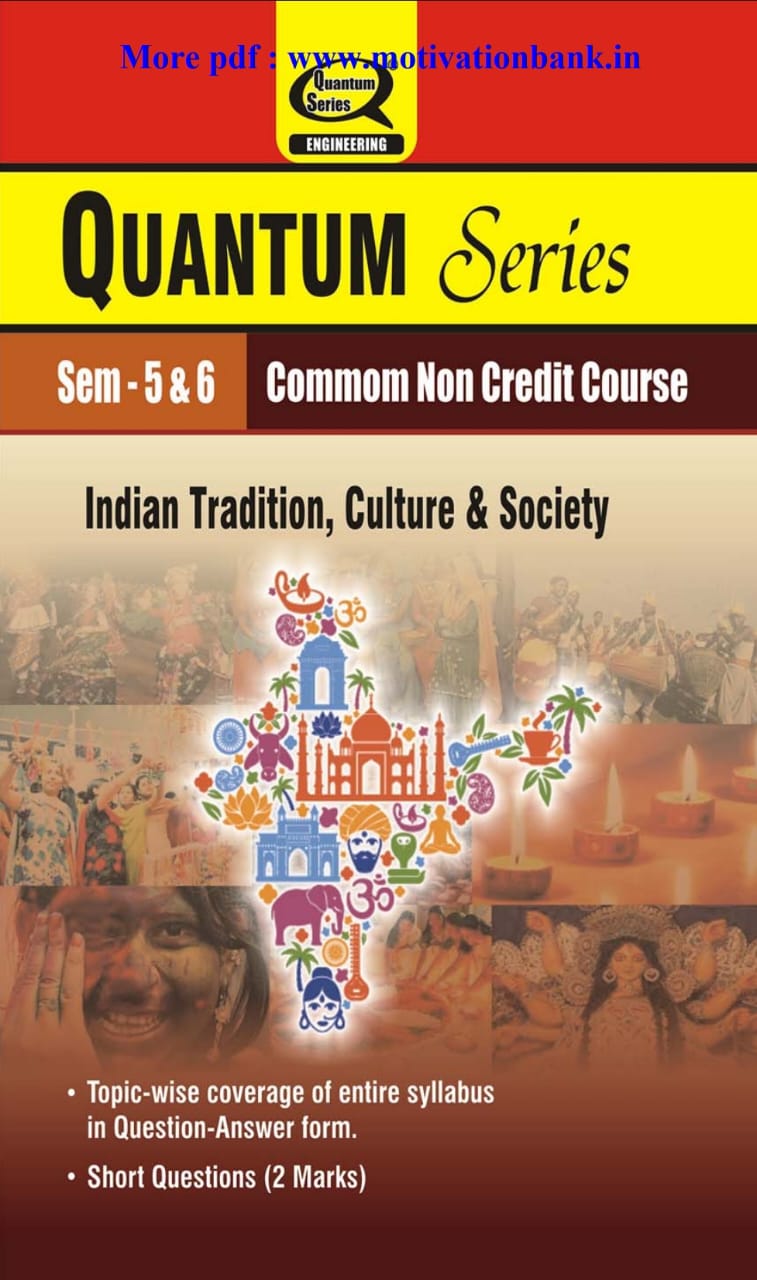 More pdf : www.motivationbank.in
Quantum
Series
ENGINEERING
QUANTUM Series
Sem - 5 & 6 Commom Non Credit Course
Indian Tradition, Culture & Society
ॐ
ॐ
• Topic-wise coverage of entire syllabus
in Question-Answer form.
• Short Questions (2 Marks)